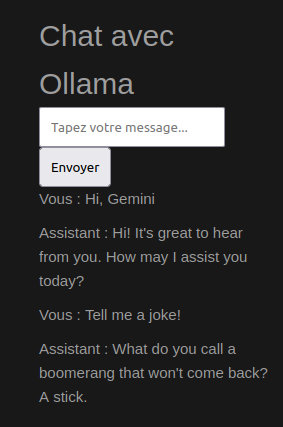 Chat avec
Ollama
Tapez votre message...
Envoyer
Vous : Hi, Gemini
Assistant : Hi! It's great to hear
from you. How may I assist you
today?
Vous : Tell me a joke!
Assistant : What do you call a
boomerang that won't come back?
A stick.